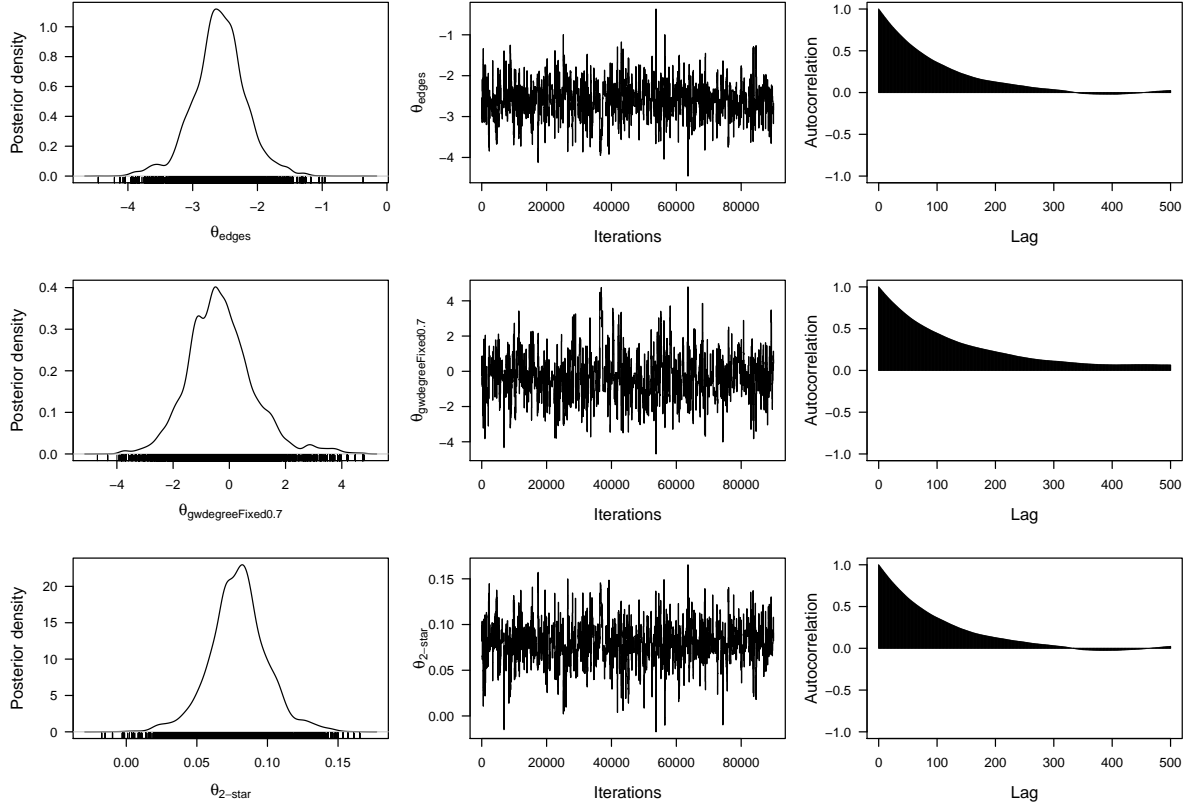 Posterior density
0.0 0.2 0.4 0.6 0.8 1.0
−4 −3 −2 −1 0
θedges
θedges
−4 −3 −2 −1
0 20000 40000 60000 80000
Iterations
Autocorrelation
−1.0 −0.5 0.0 0.5 1.0
0 100 200 300 400 500
Lag
Posterior density
0.0 0.1 0.2 0.3 0.4
−4 −2 0 2 4
θgwdegreeFixed0.7
θgwdegreeFixed0.7
−4 −2 0 2 4
0 20000 40000 60000 80000
Iterations
Autocorrelation
−1.0 −0.5 0.0 0.5 1.0
0 100 200 300 400 500
Lag
Posterior density
0 5 10 15 20
0.00 0.05 0.10 0.15
θ2−star
θ2−star
0.00 0.05 0.10 0.15
0 20000 40000 60000 80000
Iterations
Autocorrelation
−1.0 −0.5 0.0 0.5 1.0
0 100 200 300 400 500
Lag